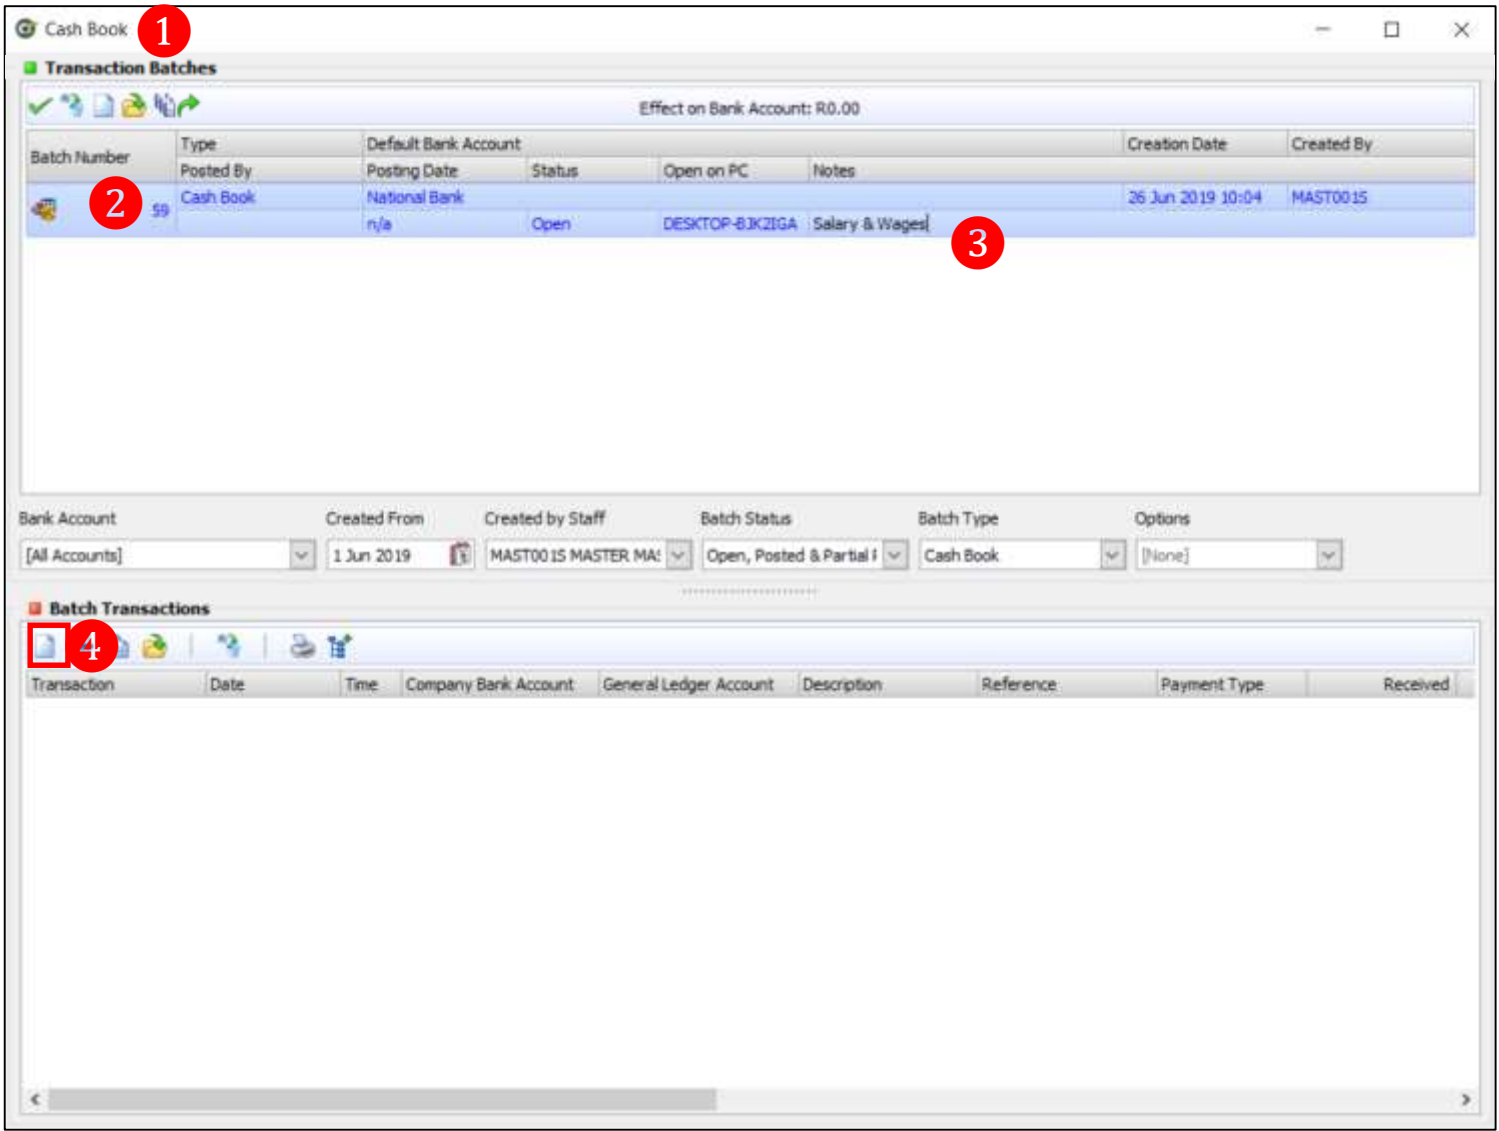 Cash Book 1
Transaction Batches
Effect on Bank Account: R0.00
Batch Number Type Default Bank Account Creation Date Created By
Posted By Posting Date Status Open on PC Notes
2 59 Cash Book National Bank 26 Jun 2019 10:04 MAST001S
n/a Open DESKTOP-BJK2IGA Salary & Wages 3
Bank Account Created From Created by Staff Batch Status Batch Type Options
[All Accounts] 1 Jun 2019 MAST001S MASTER MAS Open, Posted & Partial P Cash Book [None]
Batch Transactions
4
Transaction Date Time Company Bank Account General Ledger Account Description Reference Payment Type Received